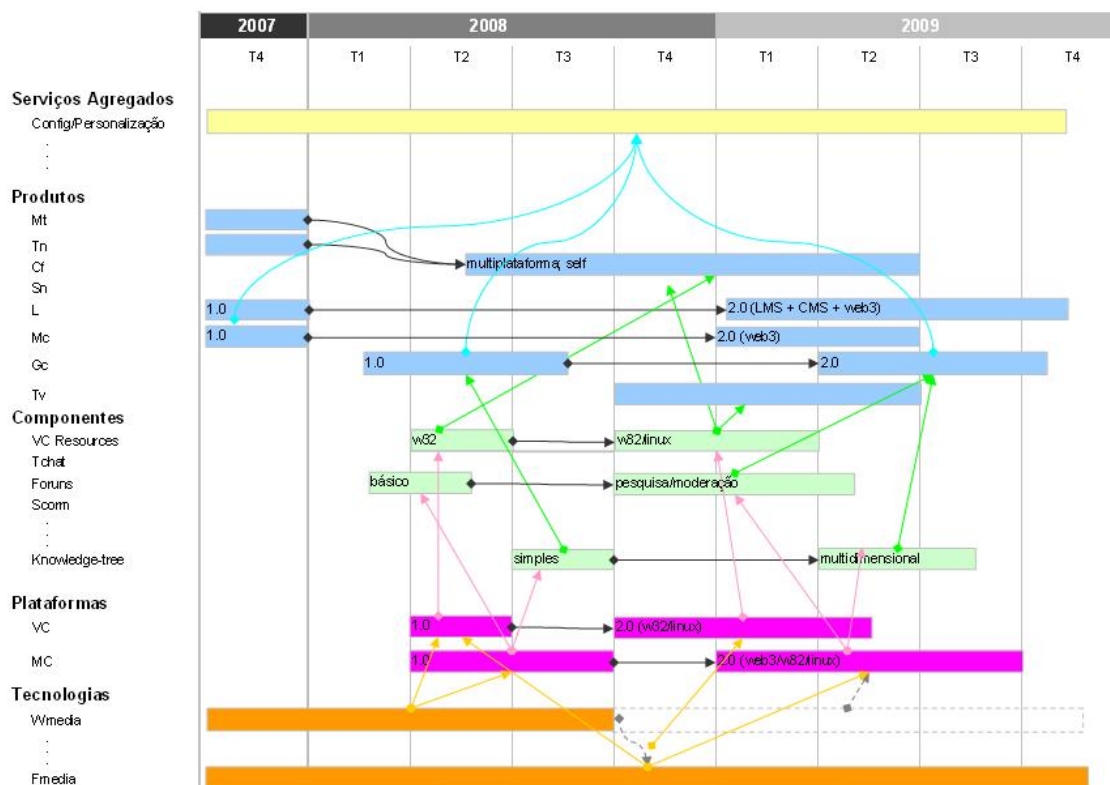 2007 2008 2009
T4 T1 T2 T3 T4 T1 T2 T3 T4
Serviços Agregados
Config/Personalização
Produtos
Mt
Tn
Cf multiplataforma; self
Sn
L 1.0 2.0 (LMS + CMS + web3)
Mc 1.0 2.0 (web3)
Gc 1.0 2.0
Tv
Componentes
VC Resources w32 w32/linux
Tchat
Foruns básico pesquisa/moderação
Scorm
Knowledge-tree simples multidimensional
Plataformas
VC 1.0 2.0 (w32/linux)
MC 1.0 2.0 (web3/w32/linux)
Tecnologias
Wmedia
Fmedia